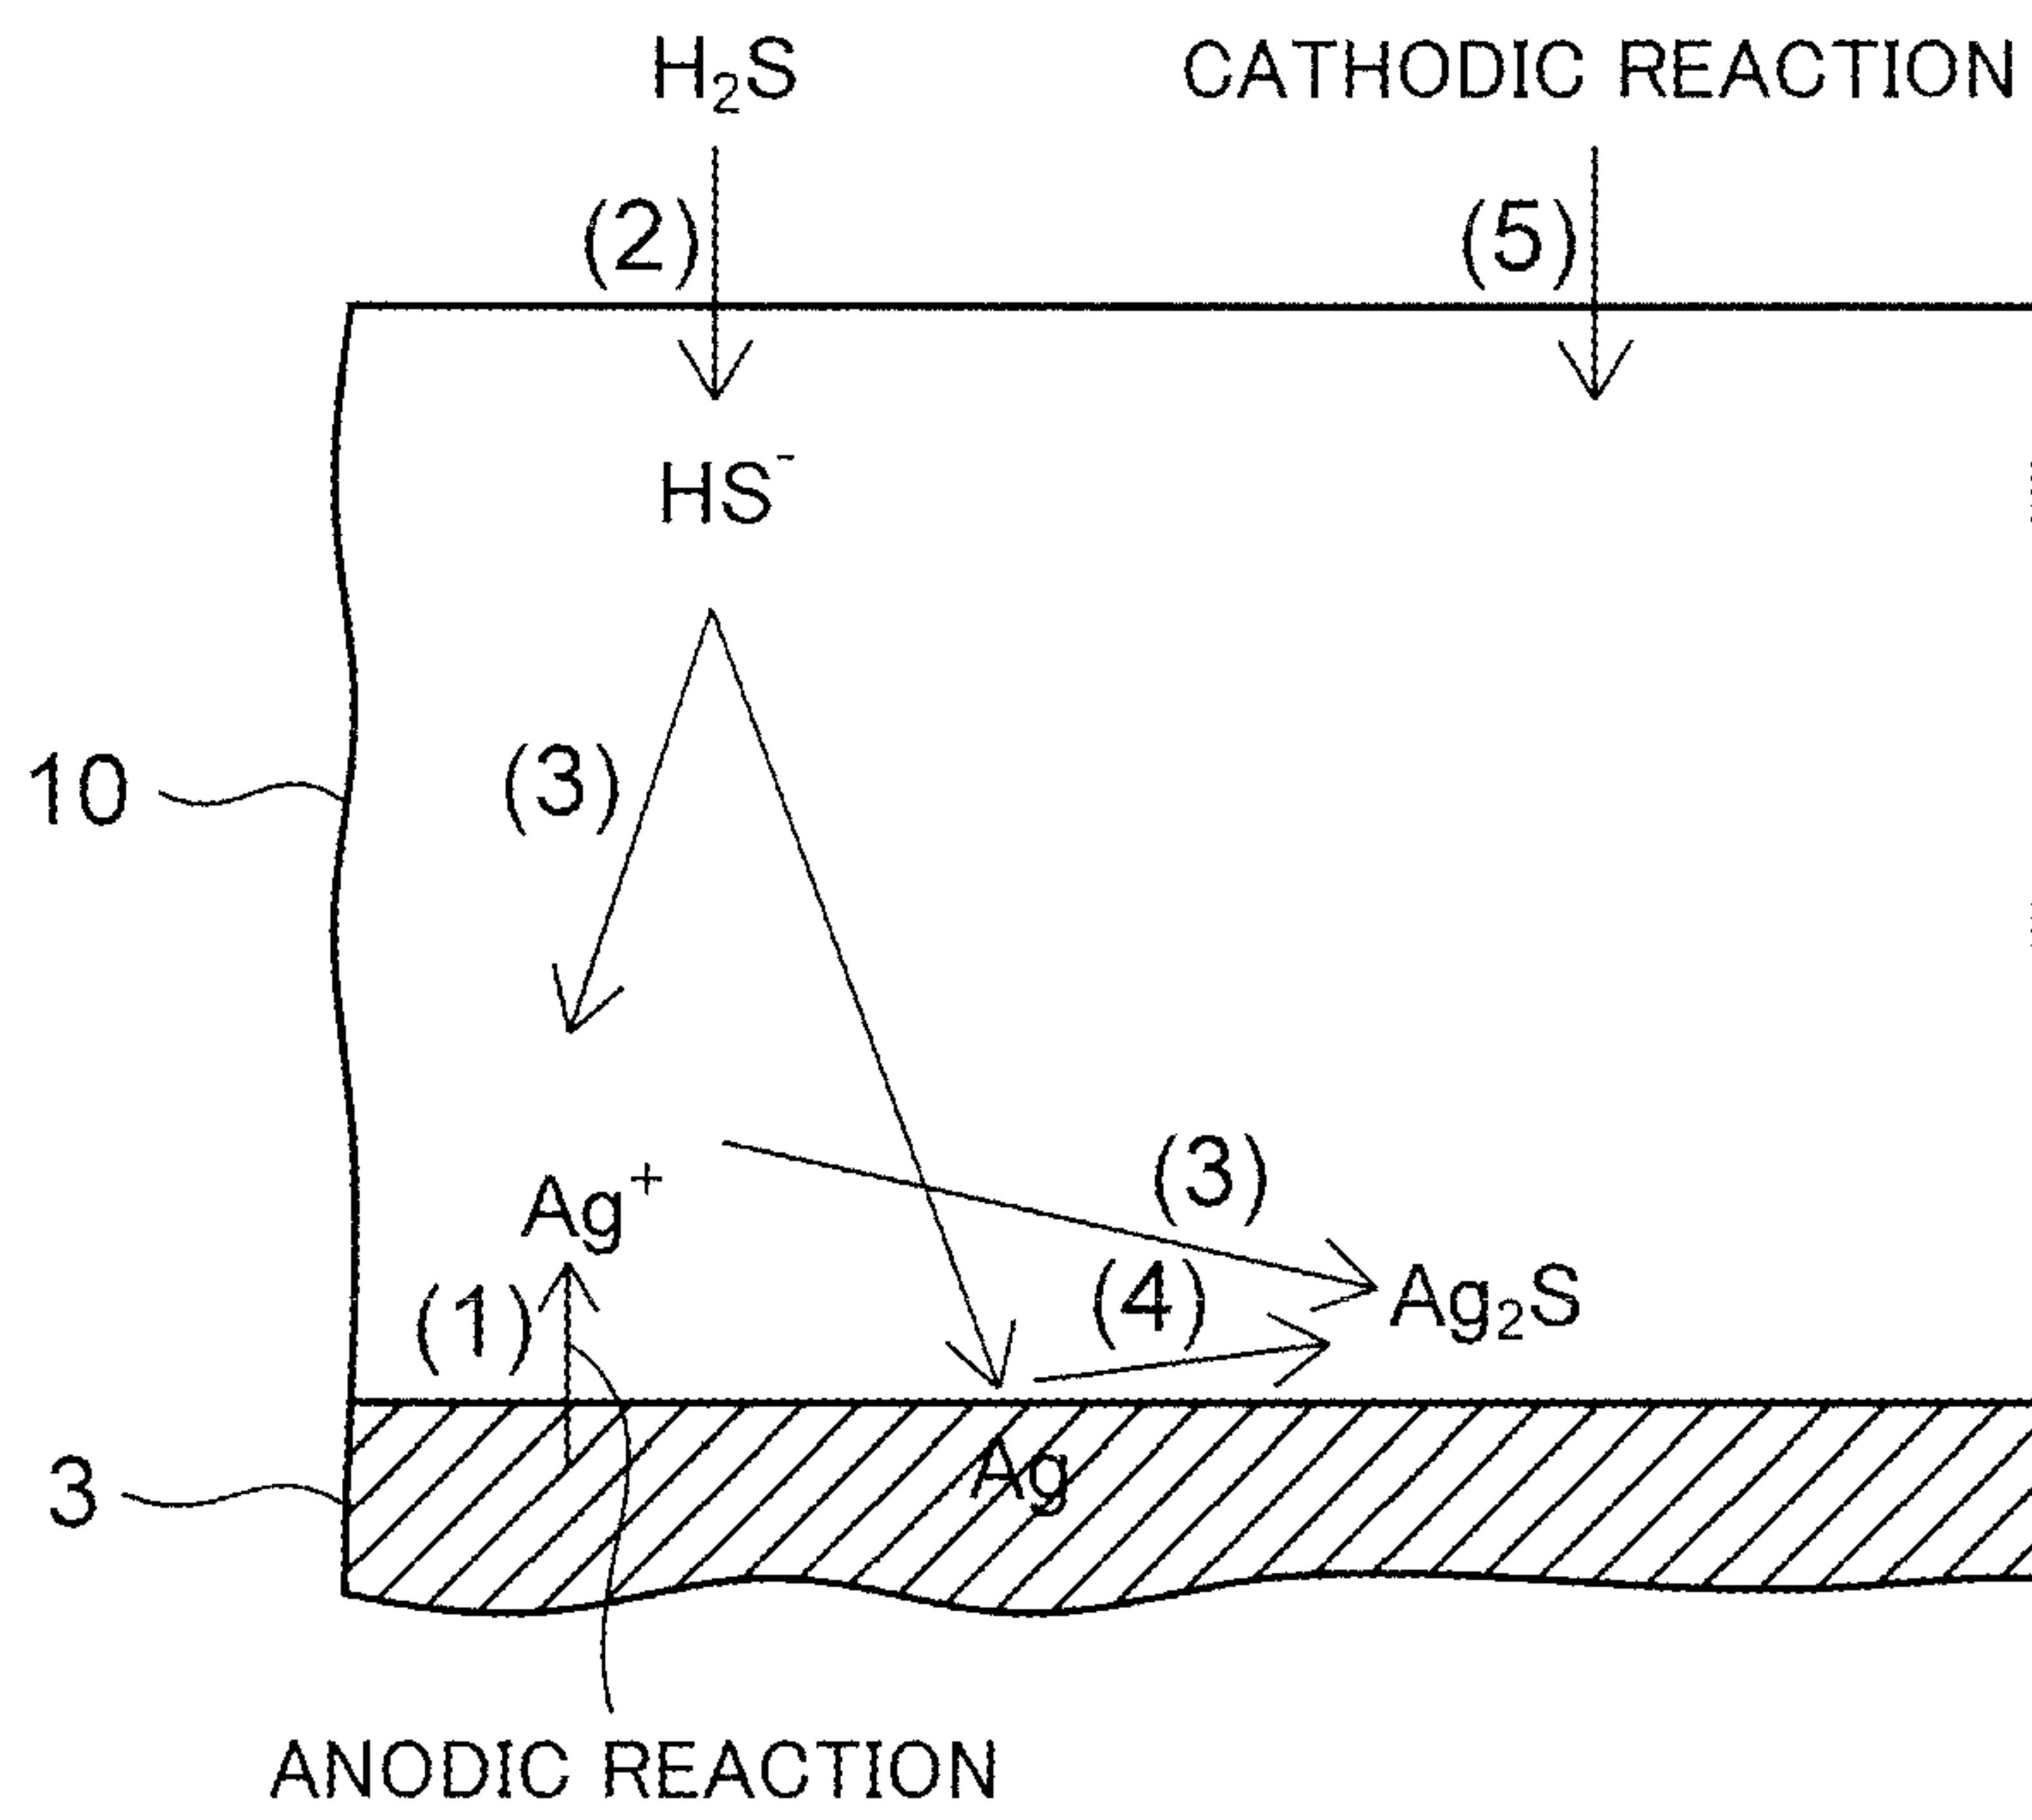 H₂S
CATHODIC REACTION
(2)
(5)
HS⁻
10
(3)
(3)
Ag⁺
(4)
Ag₂S
(1)
Ag
3
ANODIC REACTION